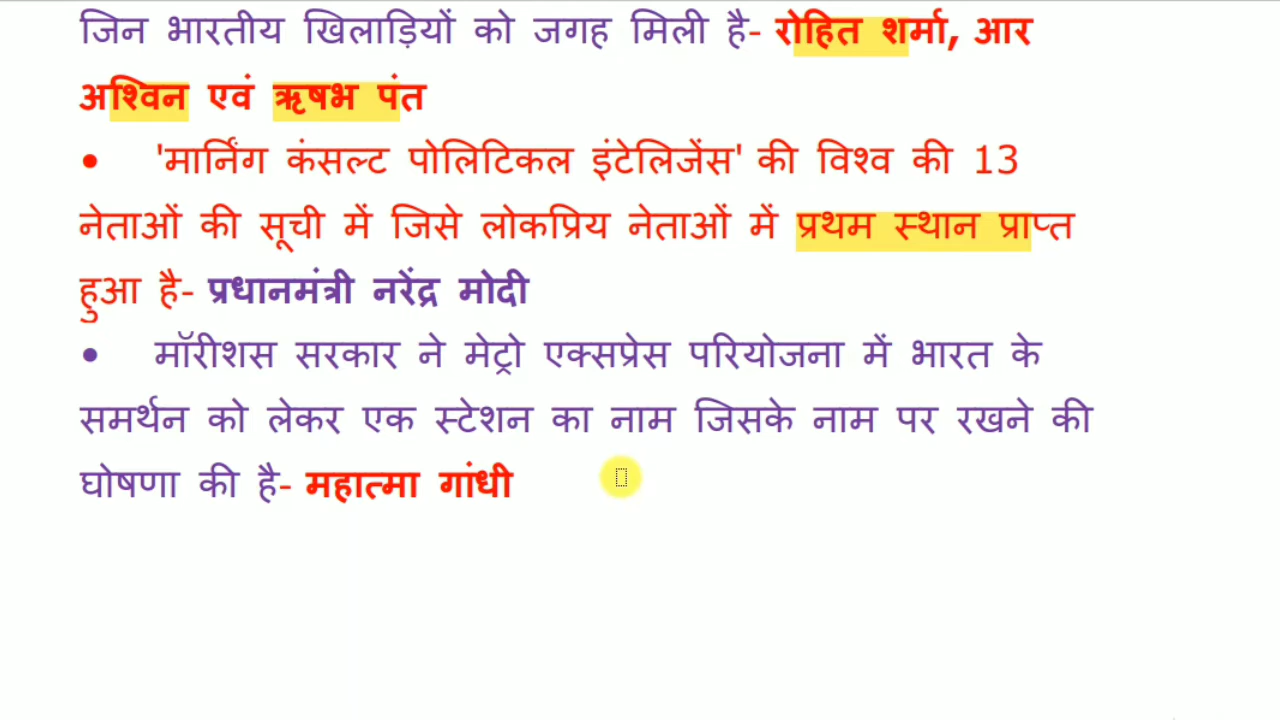 जिन भारतीय खिलाड़ियों को जगह मिली है- रोहित शर्मा, आर
अश्विन एवं ऋषभ पंत
• 'मार्निंग कंसल्ट पोलिटिकल इंटेलिजेंस' की विश्व की 13
नेताओं की सूची में जिसे लोकप्रिय नेताओं में प्रथम स्थान प्राप्त
हुआ है- प्रधानमंत्री नरेंद्र मोदी
• मॉरीशस सरकार ने मेट्रो एक्सप्रेस परियोजना में भारत के
समर्थन को लेकर एक स्टेशन का नाम जिसके नाम पर रखने की
घोषणा की है- महात्मा गांधी